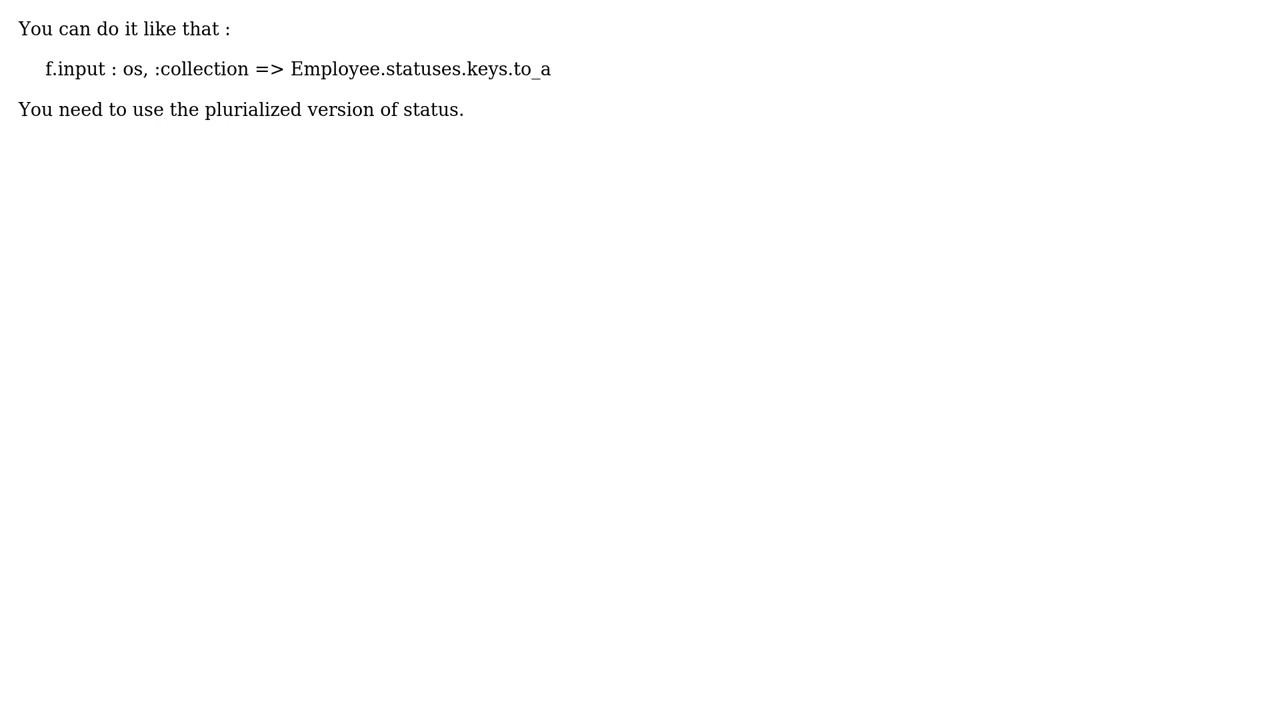 You can do it like that :
f.input : os, :collection => Employee.statuses.keys.to_a
You need to use the plurialized version of status.